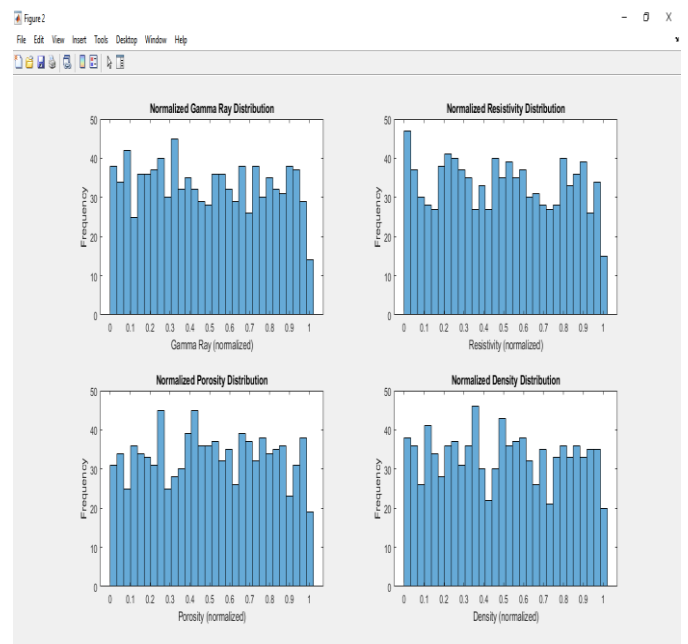 Figure 2
File Edit View Insert Tools Desktop Window Help
Normalized Gamma Ray Distribution
50
40
30
20
10
0
Frequency
0 0.1 0.2 0.3 0.4 0.5 0.6 0.7 0.8 0.9 1
Gamma Ray (normalized)
Normalized Resistivity Distribution
50
40
30
20
10
0
Frequency
0 0.1 0.2 0.3 0.4 0.5 0.6 0.7 0.8 0.9 1
Resistivity (normalized)
Normalized Porosity Distribution
50
40
30
20
10
0
Frequency
0 0.1 0.2 0.3 0.4 0.5 0.6 0.7 0.8 0.9 1
Porosity (normalized)
Normalized Density Distribution
50
40
30
20
10
0
Frequency
0 0.1 0.2 0.3 0.4 0.5 0.6 0.7 0.8 0.9 1
Density (normalized)